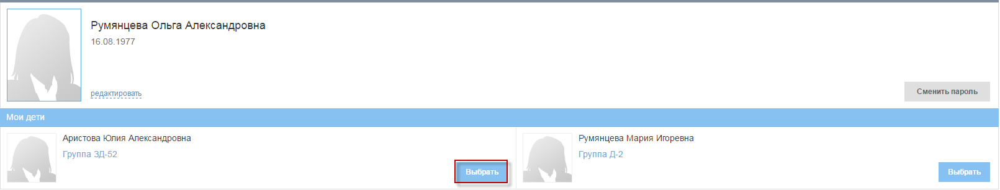 Румянцева Ольга Александровна
16.08.1977
редактировать
Сменить пароль
Мои дети
Аристова Юлия Александровна
Группа ЗД-52
Выбрать
Румянцева Мария Игоревна
Группа Д-2
Выбрать